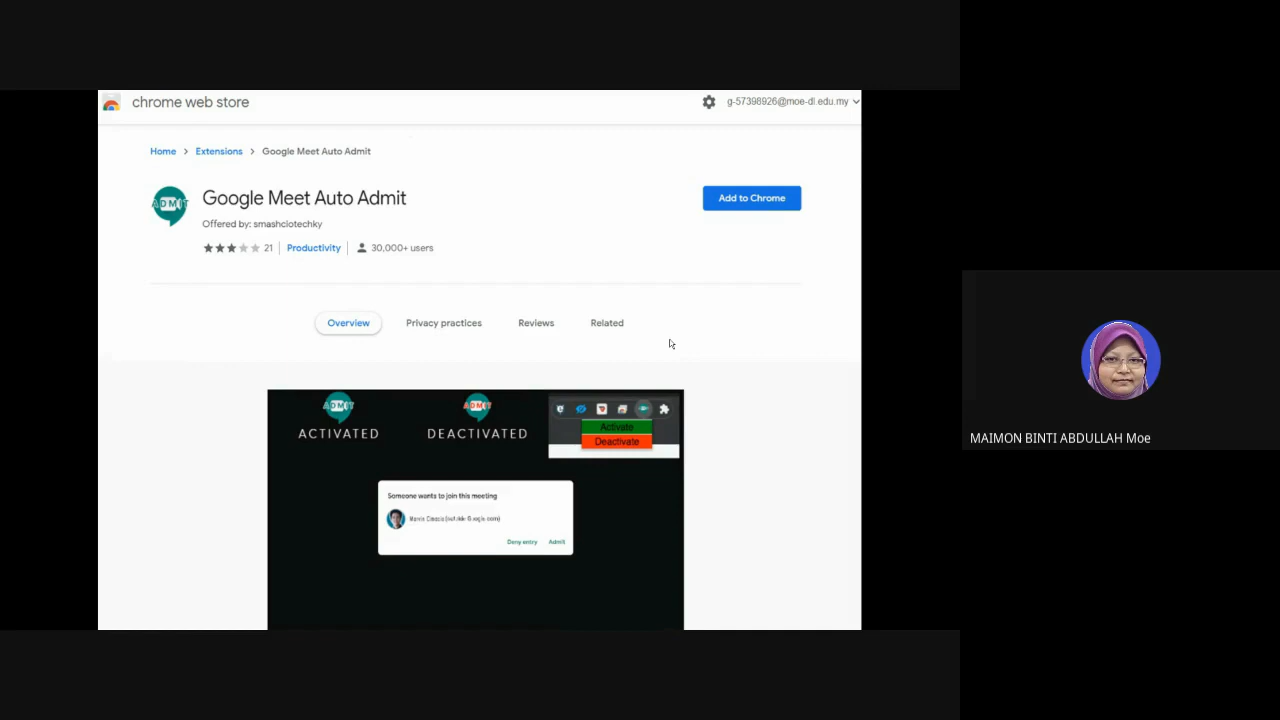 chrome web store
g-57398926@moe-dl.edu.my
Home > Extensions > Google Meet Auto Admit
ADMIT
Google Meet Auto Admit
Add to Chrome
Offered by: smashciotechky
21 Productivity 30,000+ users
Overview Privacy practices Reviews Related
ADMIT ADMIT
ACTIVATED DEACTIVATED
Activate
Deactivate
Someone wants to join this meeting
Deny entry Admit
MAIMON BINTI ABDULLAH Moe